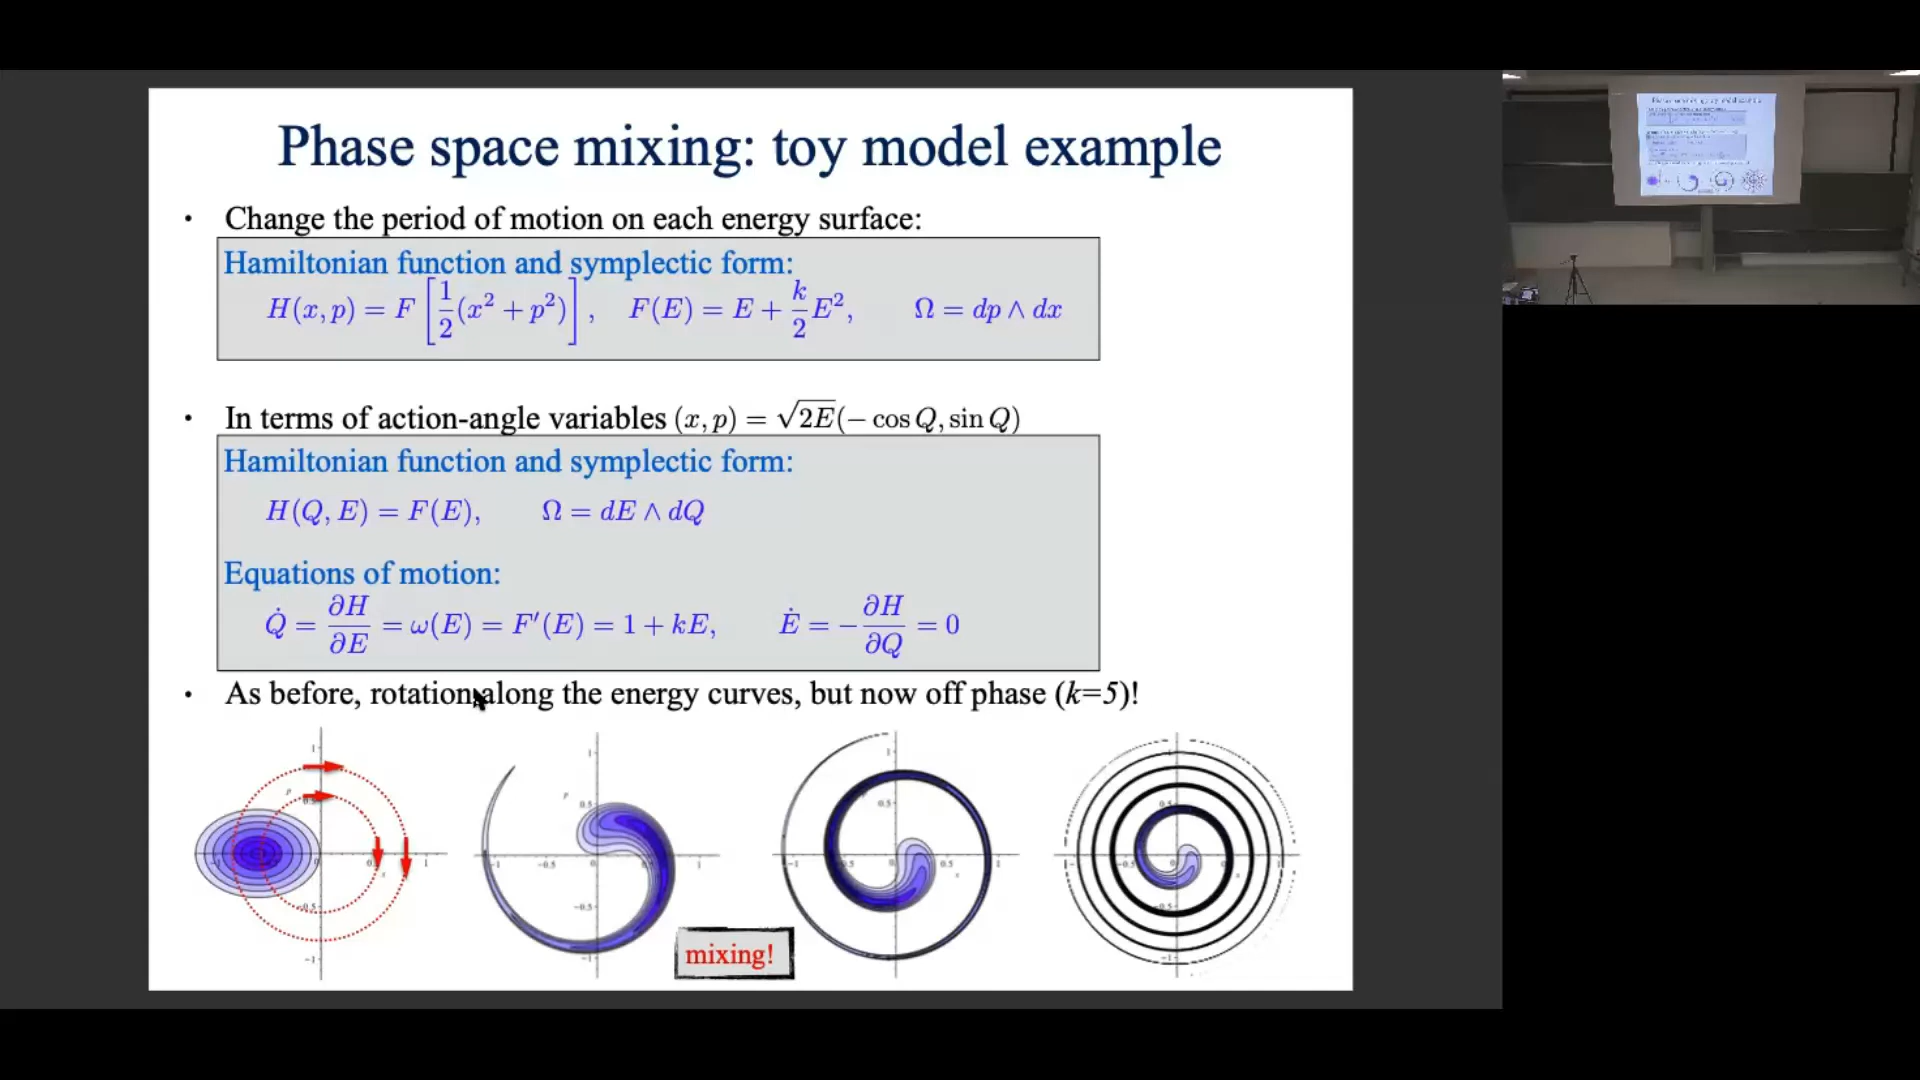 Phase space mixing: toy model example
• Change the period of motion on each energy surface:
Hamiltonian function and symplectic form:
H(x, p) = F [1/2 (x² + p²)], F(E) = E + k/2 E², Ω = dp ∧ dx
• In terms of action-angle variables (x, p) = √2E(− cos Q, sin Q)
Hamiltonian function and symplectic form:
H(Q, E) = F(E), Ω = dE ∧ dQ
Equations of motion:
Q̇ = ∂H/∂E = ω(E) = F′(E) = 1 + kE, Ė = − ∂H/∂Q = 0
• As before, rotation along the energy curves, but now off phase (k=5)!
mixing!